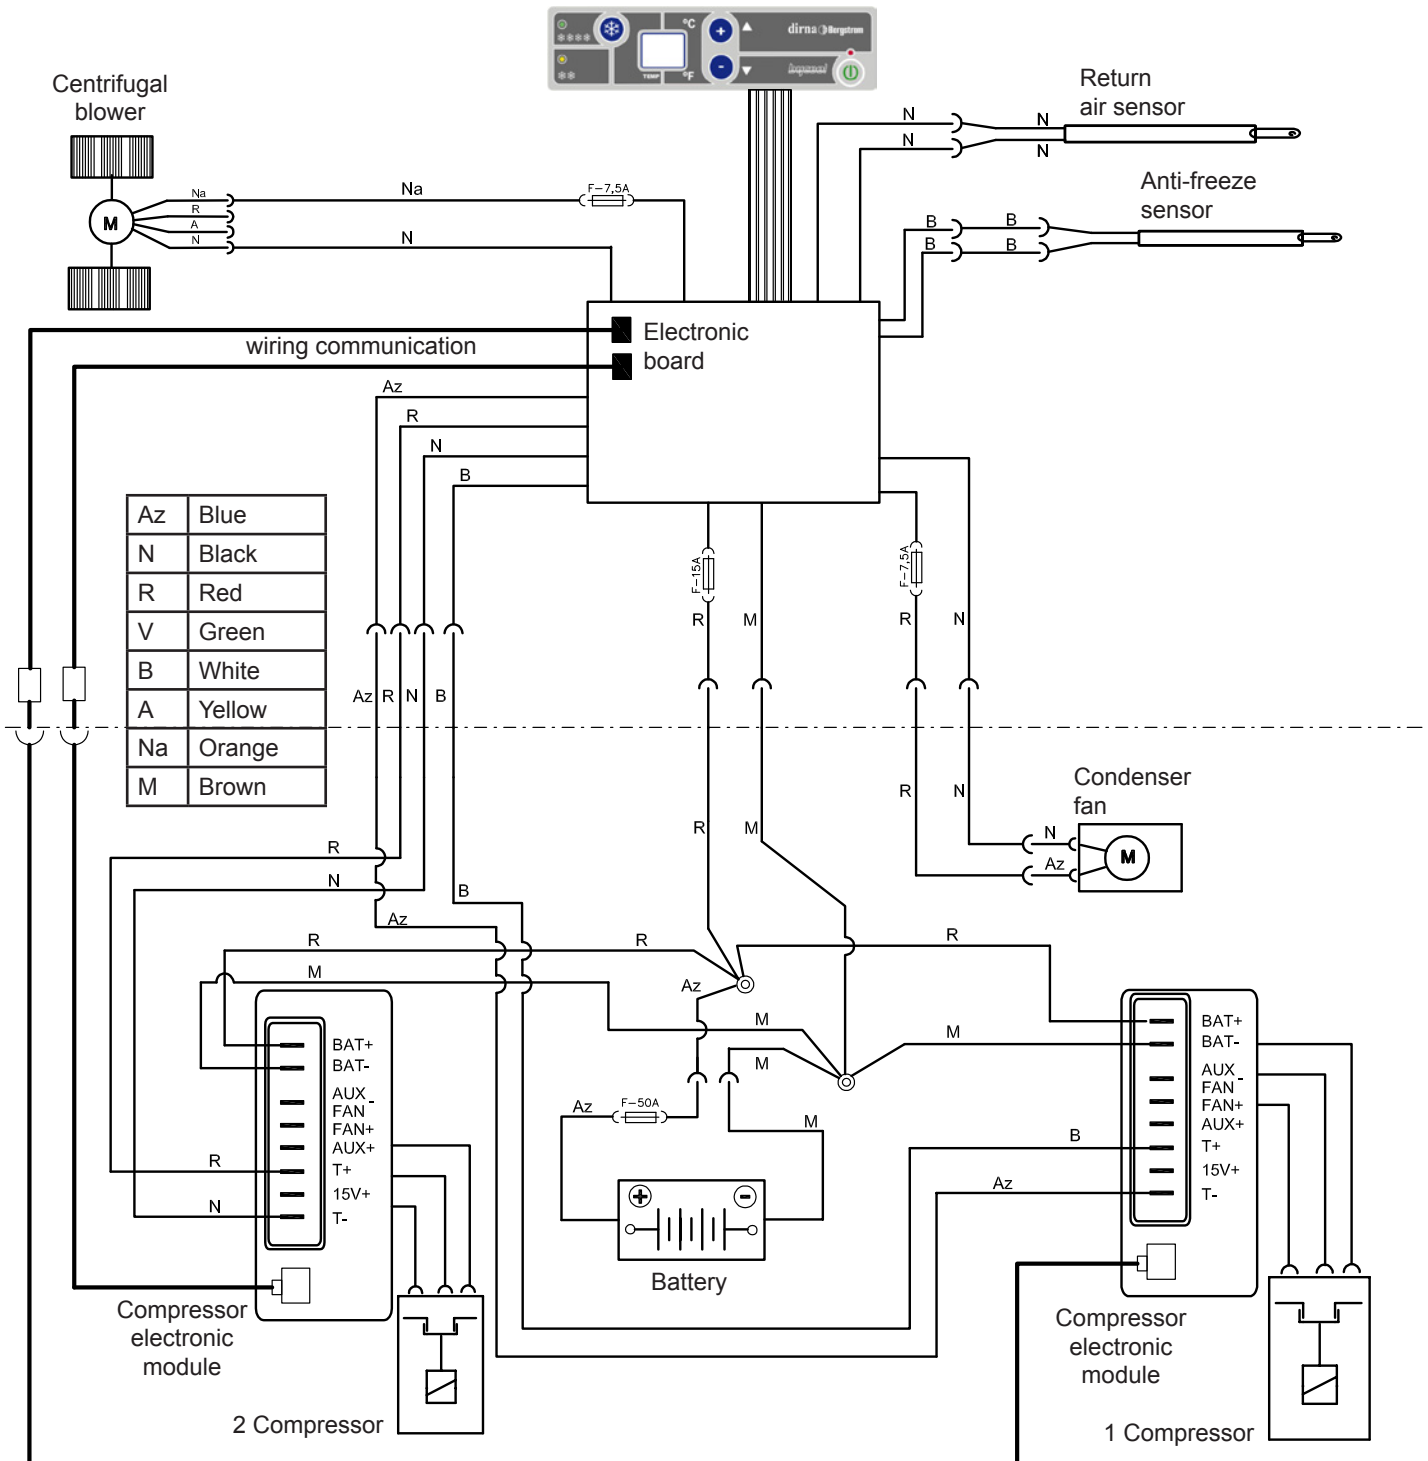 °C
+
dirna Bergstrom
TEMP
°F
-
Centrifugal
blower
Return
air sensor
N
N
N
N
Anti-freeze
sensor
Na
R
A
N
Na
F-7,5A
N
M
B
B
B
B
wiring communication
Electronic
board
Az
R
N
B
Az Blue
N Black
R Red
V Green
B White
A Yellow
Na Orange
M Brown
F-15A
F-7,5A
R
M
R
N
Az
R
N
B
R
M
R
N
Condenser
fan
N
Az
M
R
N
B
Az
R
R
R
M
Az
M
M
M
BAT+
BAT-
AUX
FAN -
FAN+
AUX+
T+
15V+
T-
R
N
Az
F-50A
M
B
Az
BAT+
BAT-
AUX
FAN -
FAN+
AUX+
T+
15V+
T-
+
-
Battery
Compressor
electronic
module
2 Compressor
Compressor
electronic
module
1 Compressor